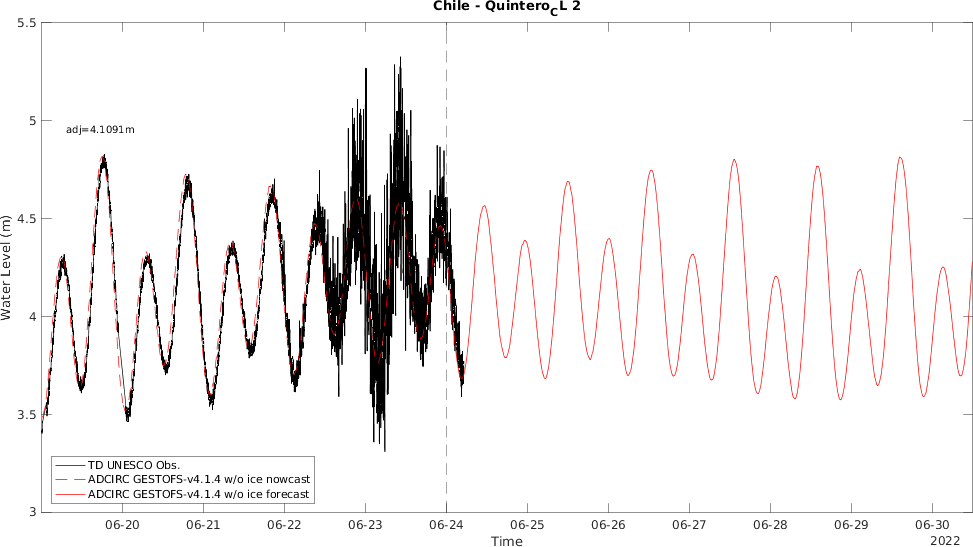 Chile - Quintero_CL 2
5.5
5
4.5
4
3.5
3
Water Level (m)
adj=4.1091m
TD UNESCO Obs.
ADCIRC GESTOFS-v4.1.4 w/o ice nowcast
ADCIRC GESTOFS-v4.1.4 w/o ice forecast
06-20 06-21 06-22 06-23 06-24 06-25 06-26 06-27 06-28 06-29 06-30
Time
2022